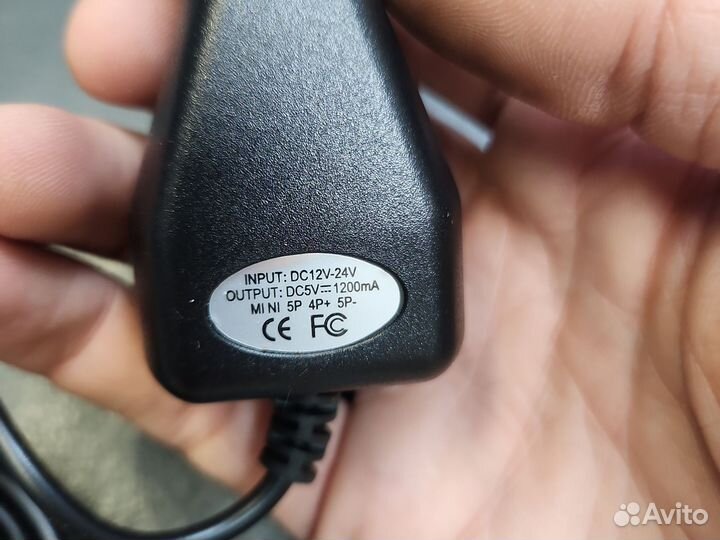 INPUT: DC12V-24V
OUTPUT: DC5V⎓1200mA
MINI 5P 4P+ 5P-
CE FC
Avito